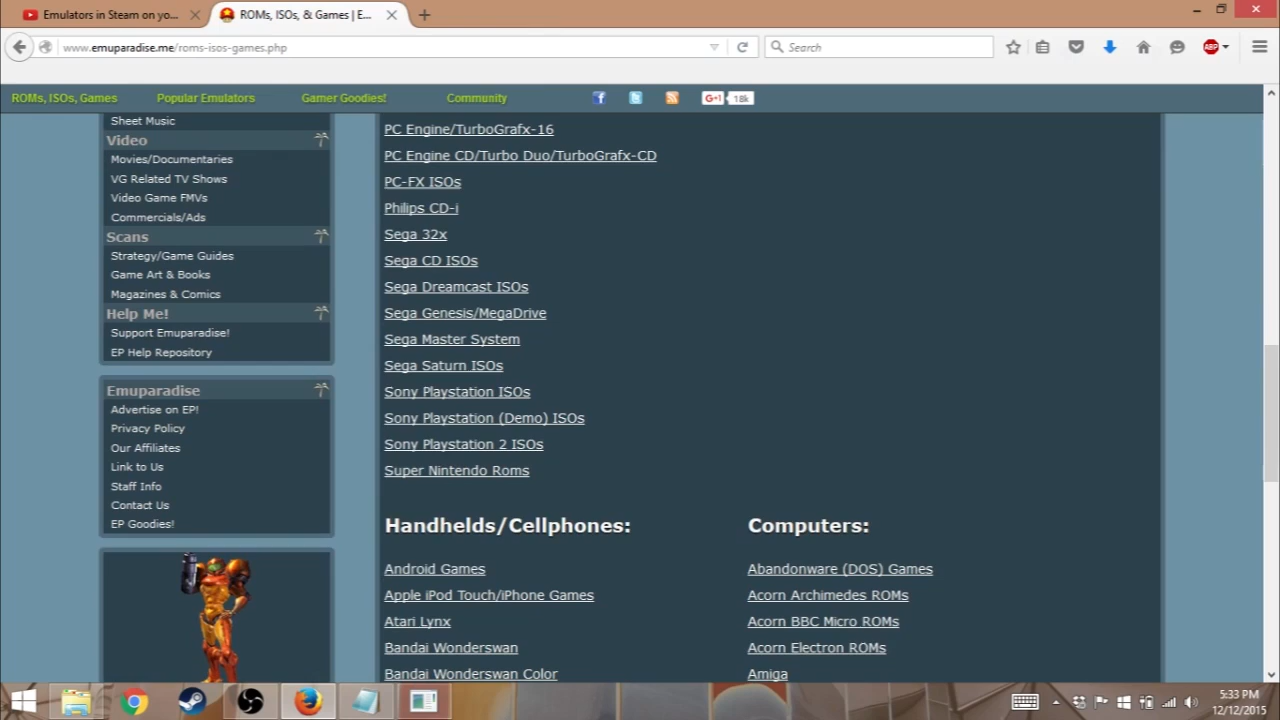 Emulators in Steam on yo...
ROMs, ISOs, & Games | E...
www.emuparadise.me/roms-isos-games.php
Search
ABP
ROMs, ISOs, Games
Popular Emulators
Gamer Goodies!
Community
G+1
18k
Sheet Music
Video
Movies/Documentaries
VG Related TV Shows
Video Game FMVs
Commercials/Ads
Scans
Strategy/Game Guides
Game Art & Books
Magazines & Comics
Help Me!
Support Emuparadise!
EP Help Repository
Emuparadise
Advertise on EP!
Privacy Policy
Our Affiliates
Link to Us
Staff Info
Contact Us
EP Goodies!
PC Engine/TurboGrafx-16
PC Engine CD/Turbo Duo/TurboGrafx-CD
PC-FX ISOs
Philips CD-i
Sega 32x
Sega CD ISOs
Sega Dreamcast ISOs
Sega Genesis/MegaDrive
Sega Master System
Sega Saturn ISOs
Sony Playstation ISOs
Sony Playstation (Demo) ISOs
Sony Playstation 2 ISOs
Super Nintendo Roms
Handhelds/Cellphones:
Android Games
Apple iPod Touch/iPhone Games
Atari Lynx
Bandai Wonderswan
Bandai Wonderswan Color
Computers:
Abandonware (DOS) Games
Acorn Archimedes ROMs
Acorn BBC Micro ROMs
Acorn Electron ROMs
Amiga
5:33 PM
12/12/2015